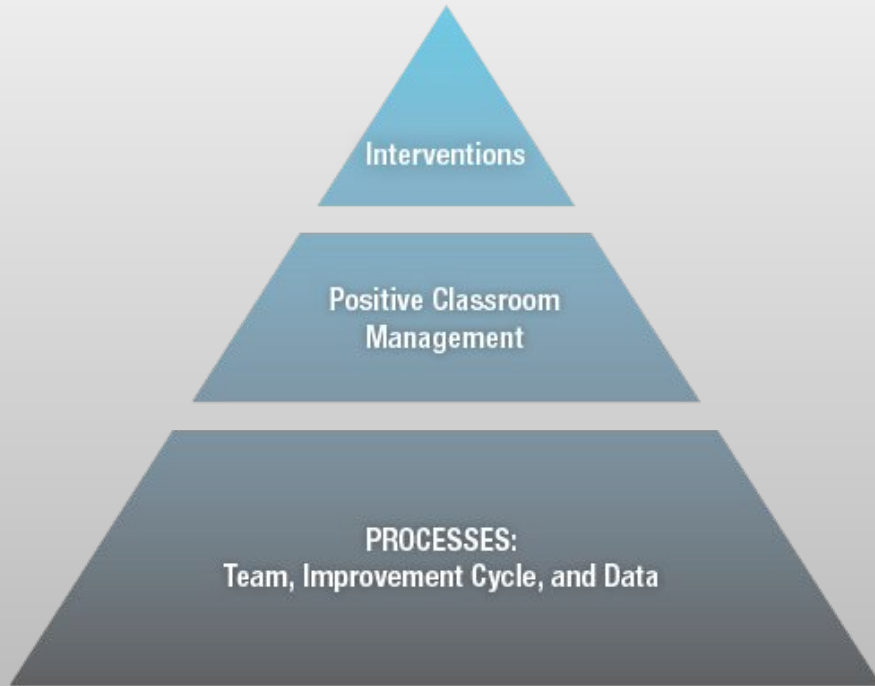 Interventions
Positive Classroom
Management
PROCESSES:
Team, Improvement Cycle, and Data